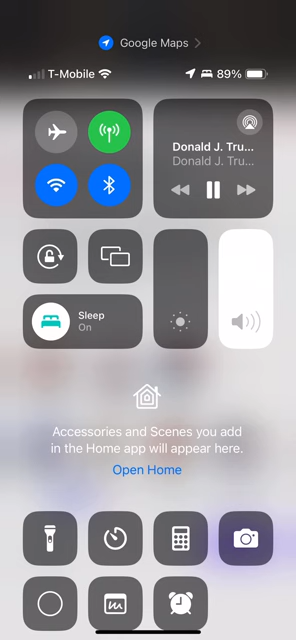 Google Maps
T-Mobile 89%
Donald J. Tru...
Donald J. Tru...
Sleep
On
Accessories and Scenes you add
in the Home app will appear here.
Open Home